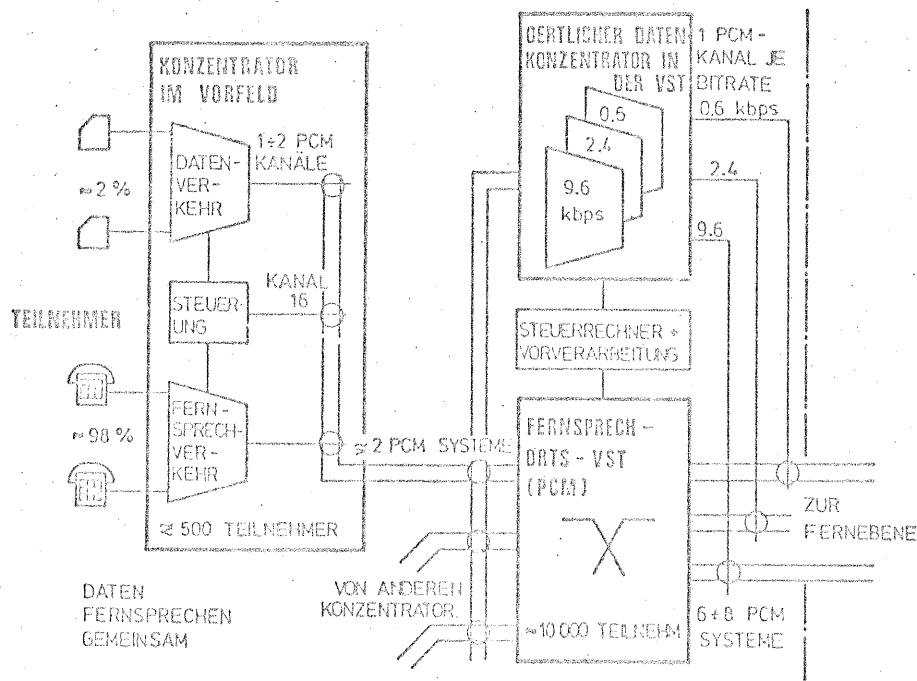 KONZENTRATOR
IM VORFELD
DATEN-
VER-
KEHR
1÷2 PCM
KANÄLE
≈2%
STEUER-
UNG
KANAL
16
TEILNEHMER
FERN-
SPRECH-
VER-
KEHR
≈98%
≈ 2 PCM SYSTEME
500 TEILNEHMER
DATEN
FERNSPRECHEN
GEMEINSAM
OERTLICHER DATEN
KONZENTRATOR IN
DER VST
0.6
2.4
9.6
kbps
1 PCM-
KANAL JE
BITRATE
0.6 kbps
2.4
9.6
STEUERRECHNER +
VORVERARBEITUNG
FERNSPRECH-
ORTS-VST
(PCM)
≈10 000 TEILNEHM
VON ANDEREN
KONZENTRATOR.
ZUR
FERNEBENE
6÷8 PCM
SYSTEME